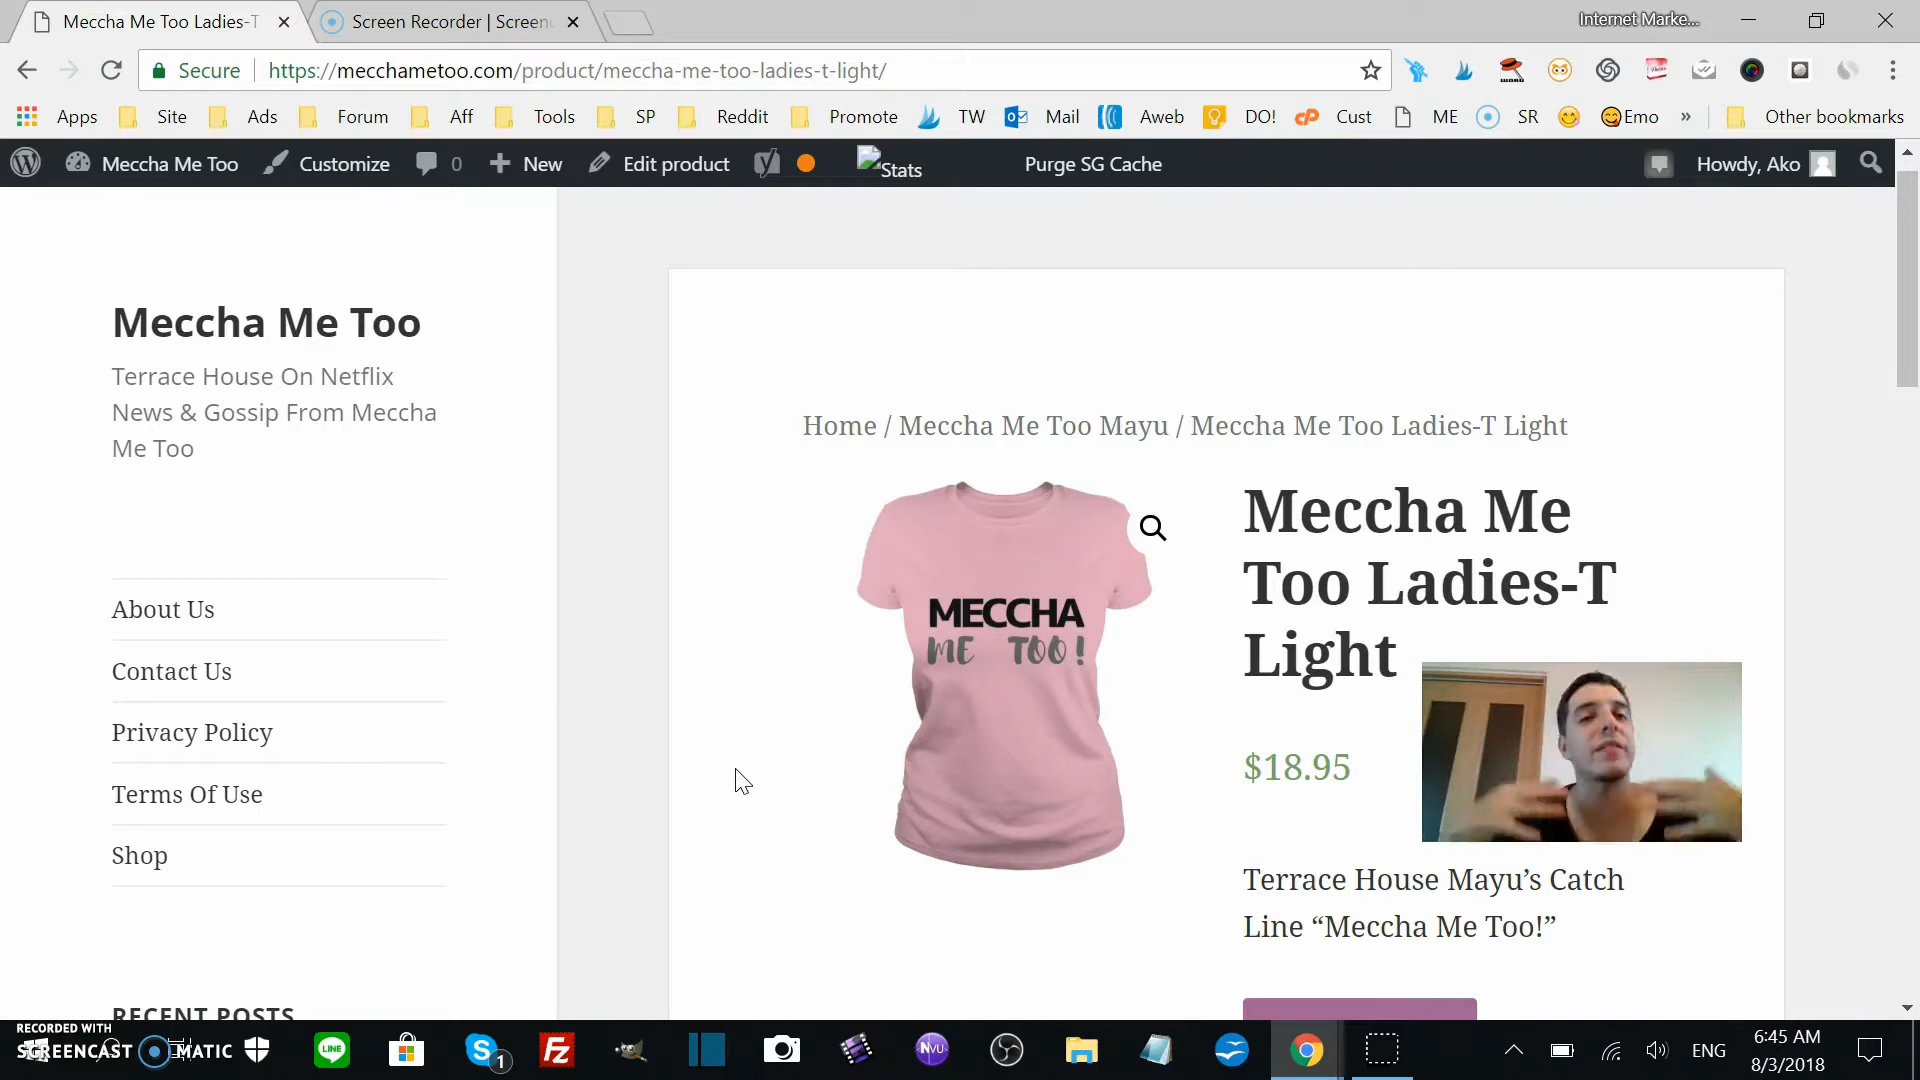 Meccha Me Too Ladies-T
Screen Recorder | Screen
Internet Marke...
Secure
https://mecchametoo.com/product/meccha-me-too-ladies-t-light/
Apps Site Ads Forum Aff Tools SP Reddit Promote TW Mail Aweb DO! Cust ME SR Emo » Other bookmarks
Meccha Me Too Customize 0 New Edit product Stats Purge SG Cache Howdy, Ako
Meccha Me Too
Terrace House On Netflix
News & Gossip From Meccha
Me Too
About Us
Contact Us
Privacy Policy
Terms Of Use
Shop
RECENT POSTS
Home / Meccha Me Too Mayu / Meccha Me Too Ladies-T Light
MECCHA
ME TOO!
Meccha Me
Too Ladies-T
Light
$18.95
Terrace House Mayu’s Catch
Line “Meccha Me Too!”
RECORDED WITH
SCREENCAST MATIC
LINE
1
Fz
NVU
ENG
6:45 AM
8/3/2018